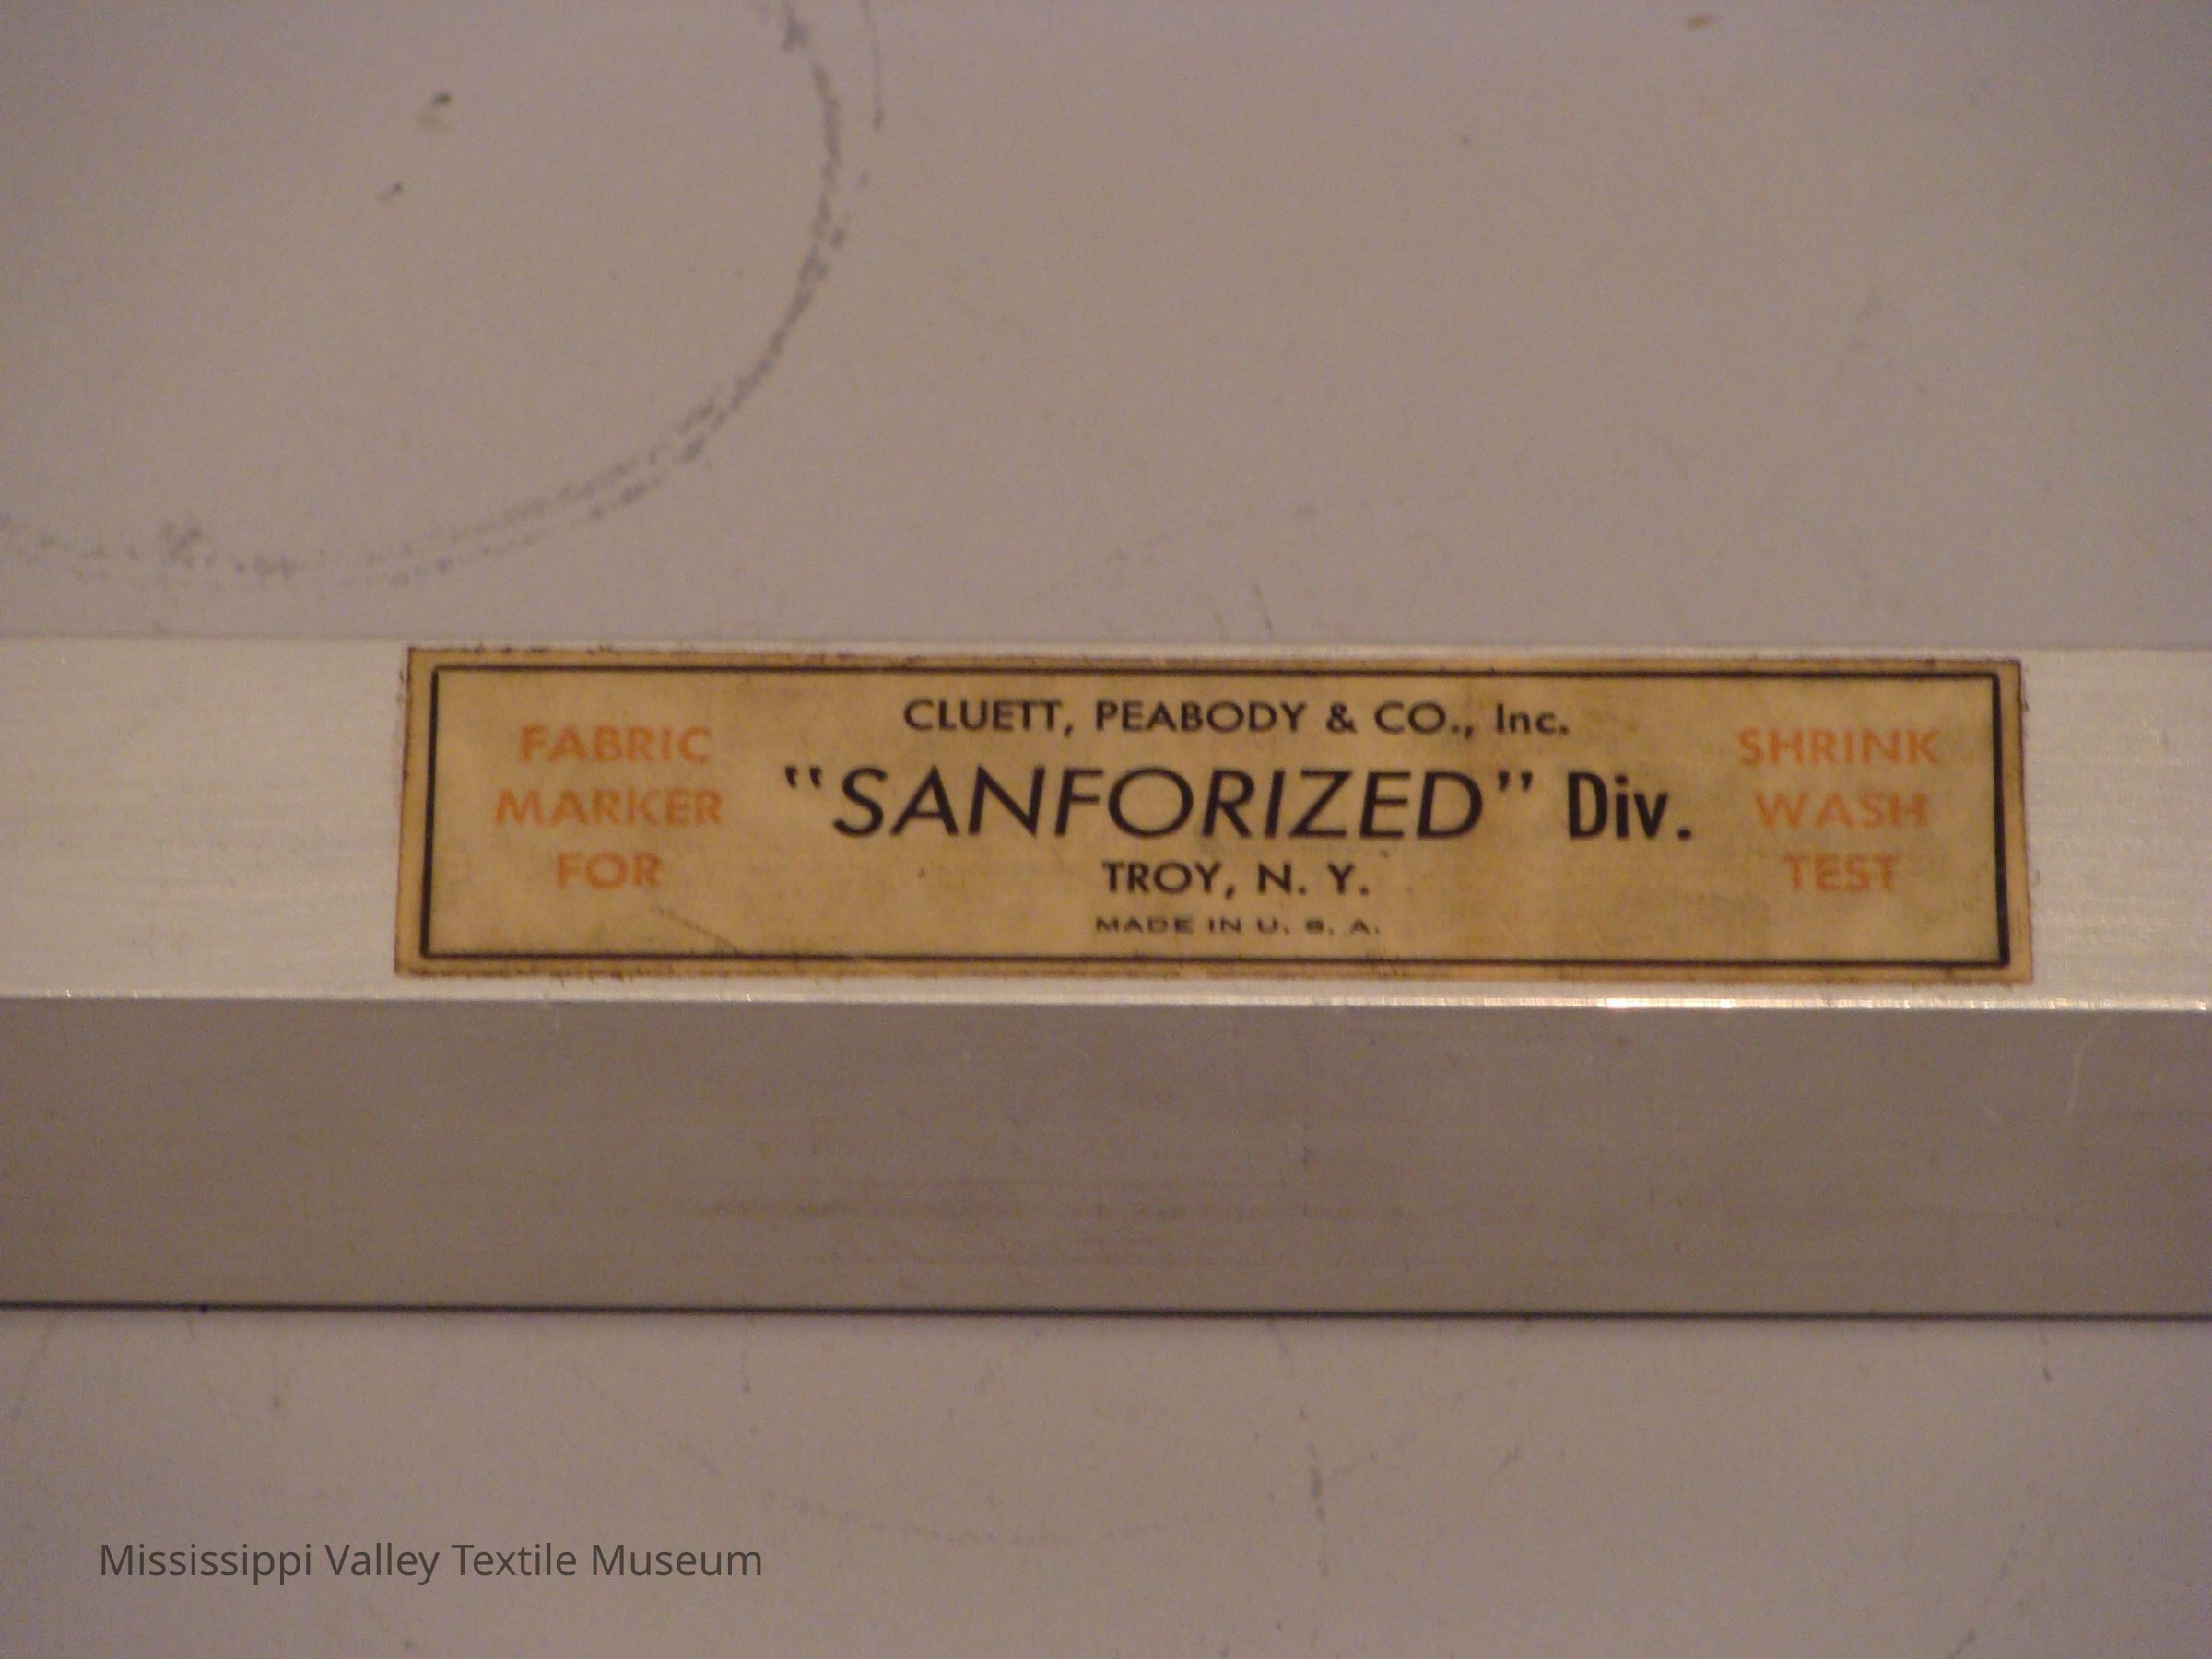 FABRIC
MARKER
FOR
CLUETT, PEABODY & CO., Inc.
"SANFORIZED" Div.
TROY, N. Y.
MADE IN U. S. A.
SHRINK
WASH
TEST
Mississippi Valley Textile Museum